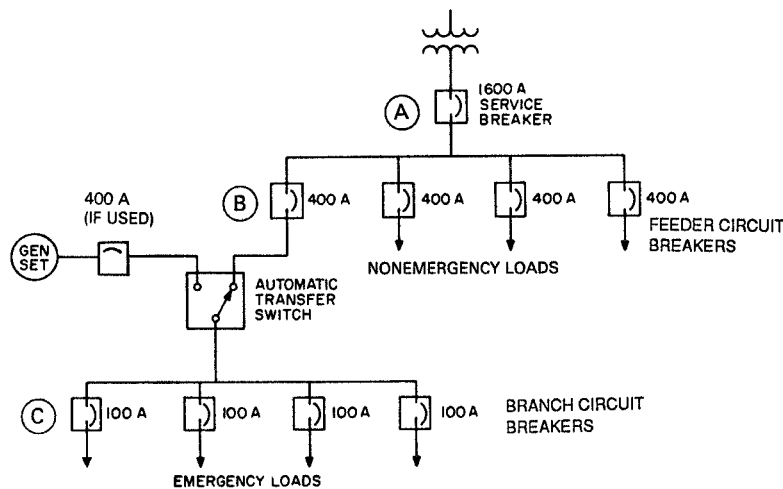 1600 A
SERVICE
BREAKER
A
B
400 A
400 A
400 A
400 A
FEEDER CIRCUIT
BREAKERS
NONEMERGENCY LOADS
400 A
(IF USED)
GEN
SET
AUTOMATIC
TRANSFER
SWITCH
C
100 A
100 A
100 A
100 A
BRANCH CIRCUIT
BREAKERS
EMERGENCY LOADS